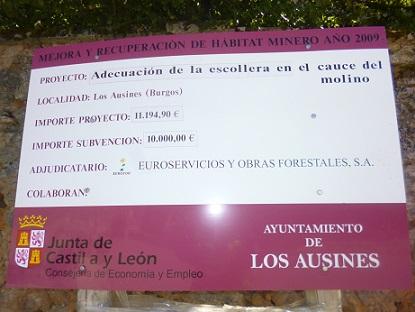 MEJORA Y RECUPERACIÓN DE HÁBITAT MINERO AÑO 2009
PROYECTO: Adecuación de la escollera en el cauce del
molino
LOCALIDAD: Los Ausines (Burgos)
IMPORTE PROYECTO: 11.194,90 €
IMPORTE SUBVENCION: 10.000,00 €
ADJUDICATARIO: EUROSERVICIOS Y OBRAS FORESTALES, S.A.
COLABORAN:
Junta de
Castilla y León
Consejería de Economía y Empleo
AYUNTAMIENTO
DE
LOS AUSINES